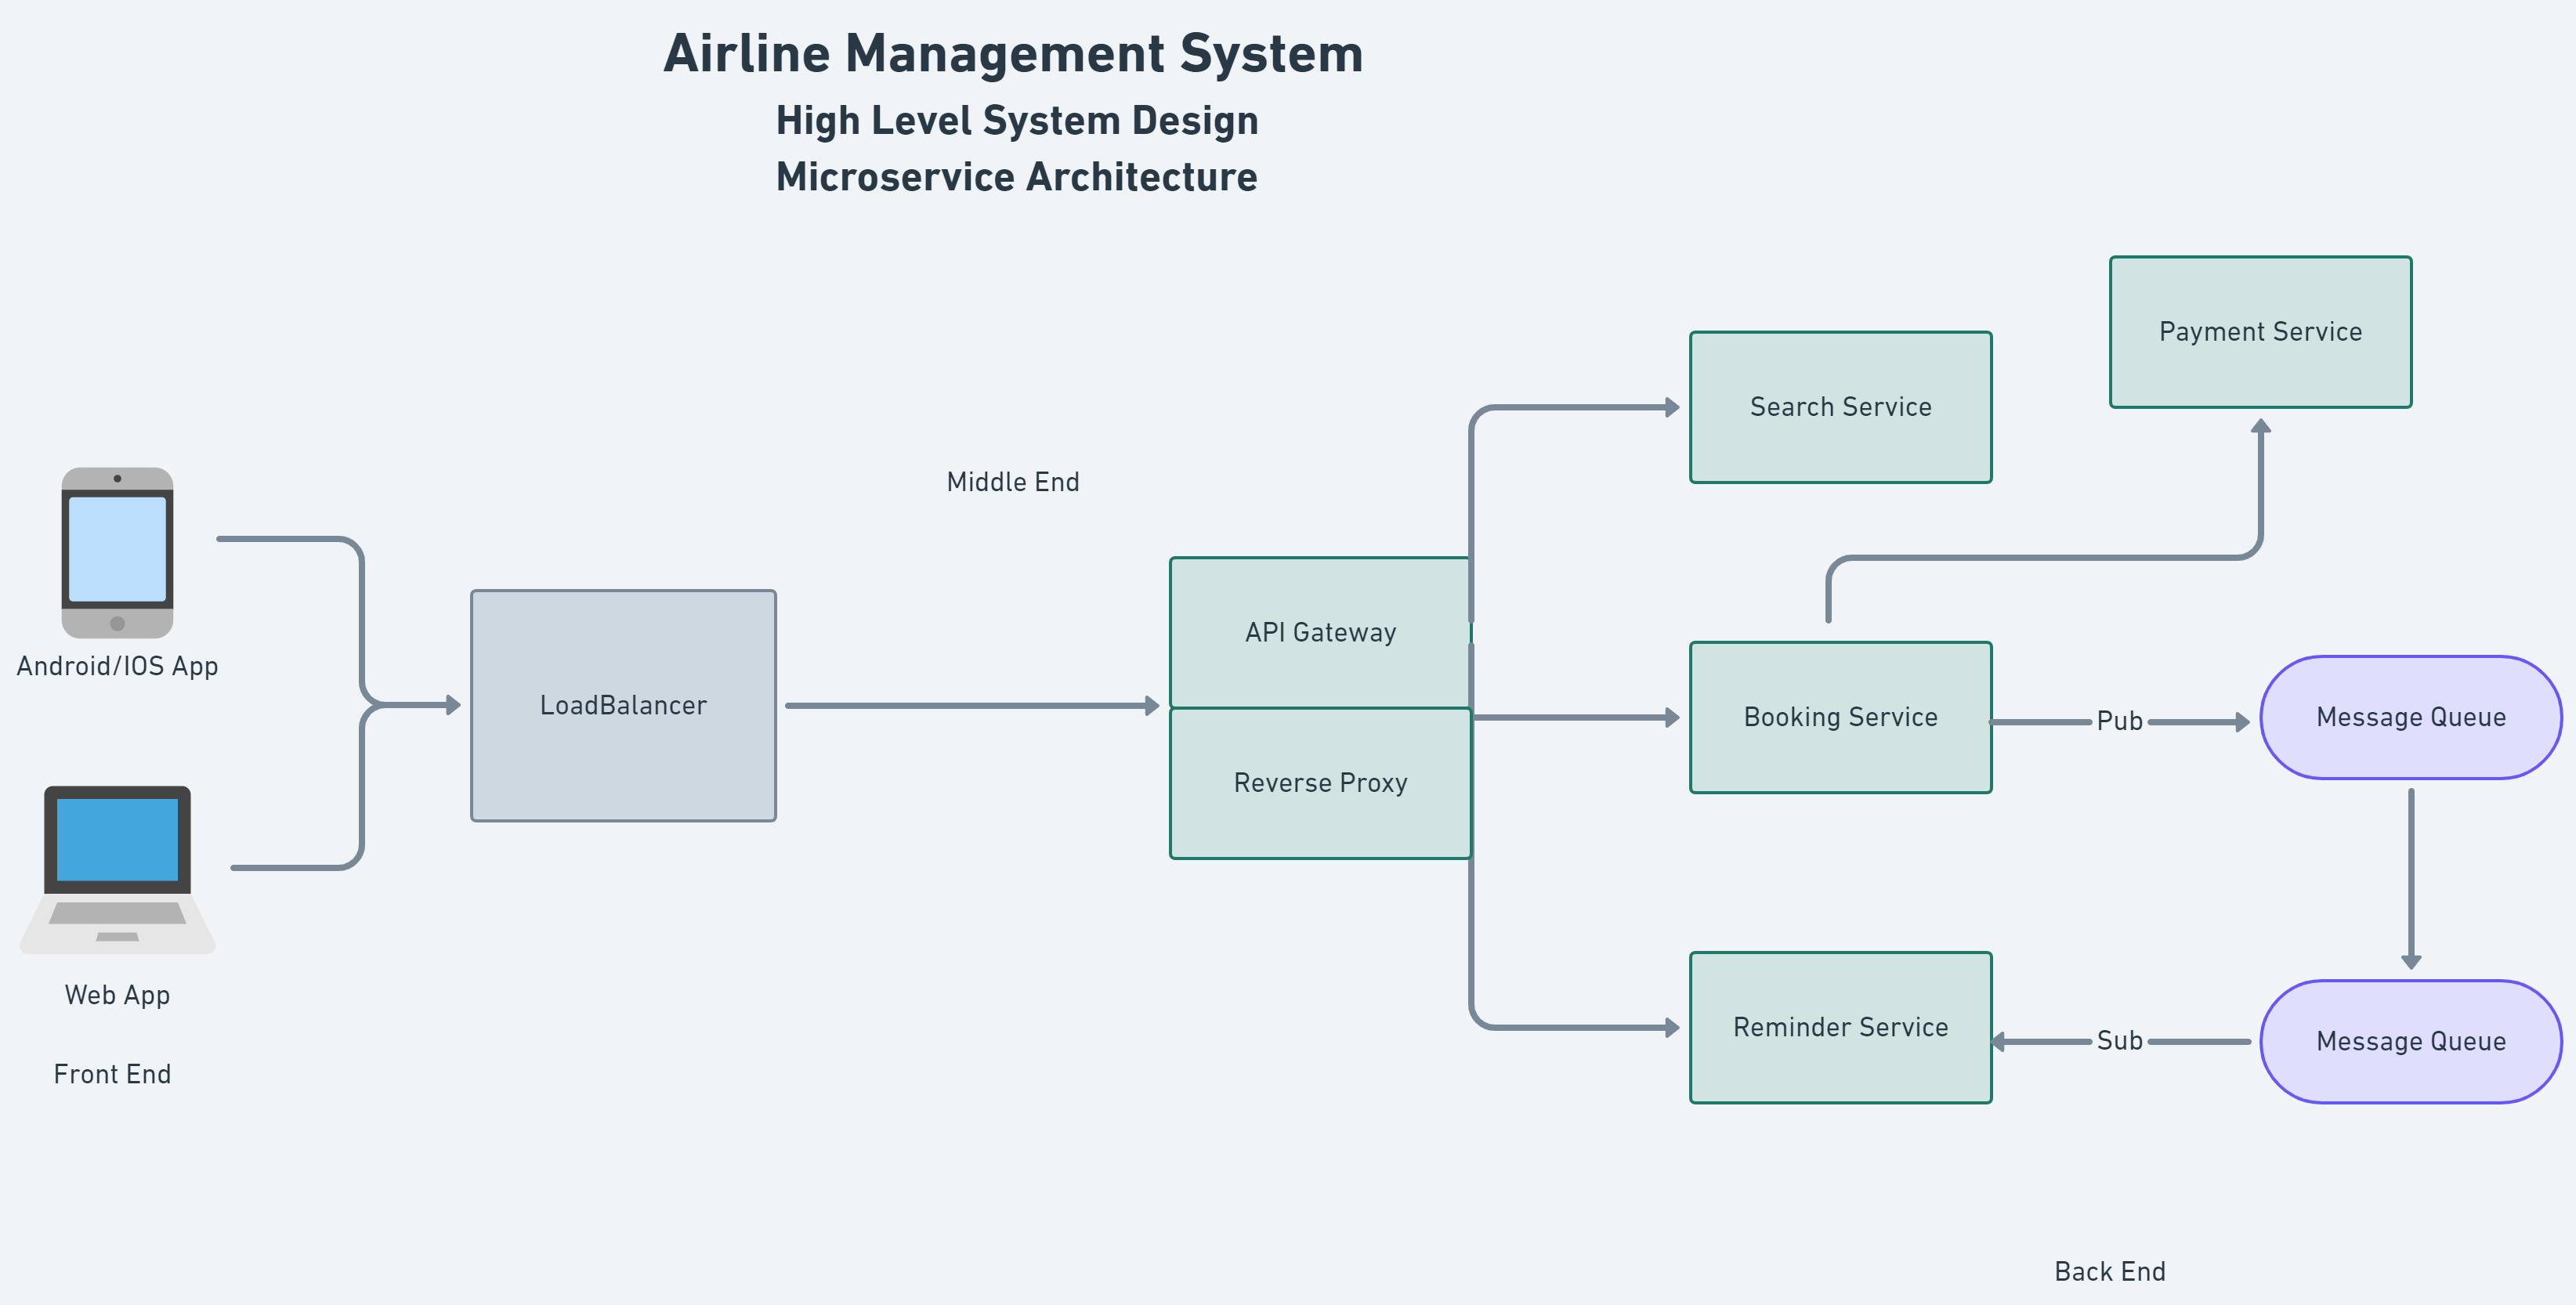 Airline Management System
High Level System Design
Microservice Architecture
Payment Service
Search Service
Middle End
API Gateway
Android/IOS App
LoadBalancer
Booking Service
Pub
Message Queue
Reverse Proxy
Web App
Reminder Service
Sub
Message Queue
Front End
Back End